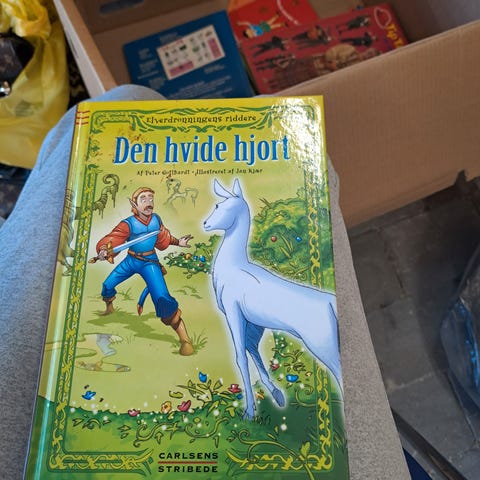 Elverdronningens riddere
Den hvide hjort
Af Peter Gotthardt · Illustreret af Jan Kjær
CARLSENS
STRIBEDE